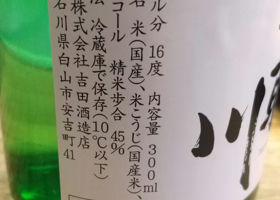 ル分 16度 内容量 300ml
名 米(国産)、米こうじ(国産米)、
コール 精米歩合 45%
法 冷蔵庫で保存(10℃以下)
株式会社吉田酒造店
石川県白山市安吉町41
川